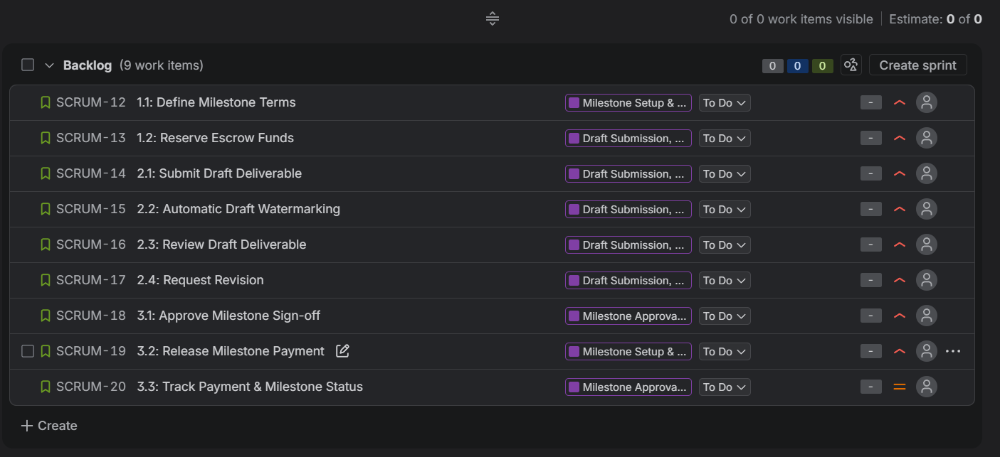 0 of 0 work items visible Estimate: 0 of 0
Backlog (9 work items) 0 0 0 Create sprint
SCRUM-12 1.1: Define Milestone Terms Milestone Setup & ... To Do -
SCRUM-13 1.2: Reserve Escrow Funds Draft Submission, ... To Do -
SCRUM-14 2.1: Submit Draft Deliverable Draft Submission, ... To Do -
SCRUM-15 2.2: Automatic Draft Watermarking Draft Submission, ... To Do -
SCRUM-16 2.3: Review Draft Deliverable Draft Submission, ... To Do -
SCRUM-17 2.4: Request Revision Draft Submission, ... To Do -
SCRUM-18 3.1: Approve Milestone Sign-off Milestone Approva... To Do -
SCRUM-19 3.2: Release Milestone Payment Milestone Setup & ... To Do -
SCRUM-20 3.3: Track Payment & Milestone Status Milestone Approva... To Do -
Create